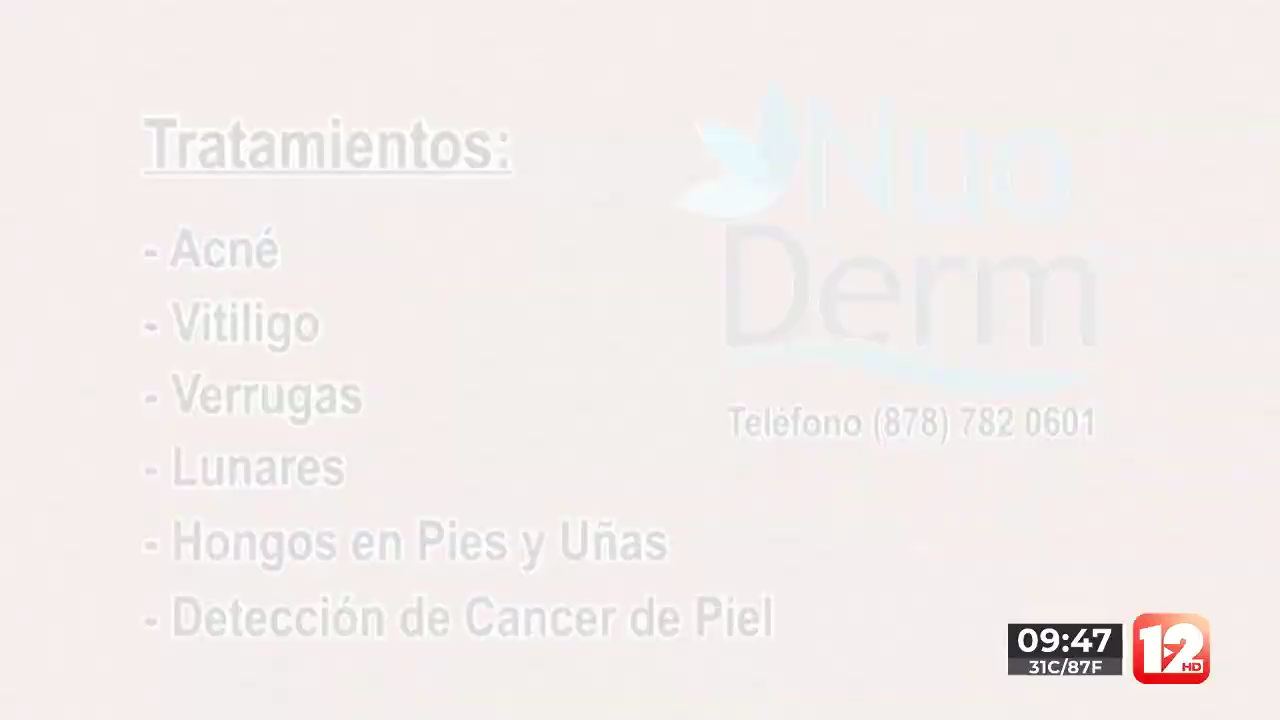 Tratamientos:
- Acné
- Vitiligo
- Verrugas
- Lunares
- Hongos en Pies y Uñas
- Detección de Cancer de Piel
Nuo
Derm
Teléfono (878) 782 0601
09:47
31C/87F
12
HD